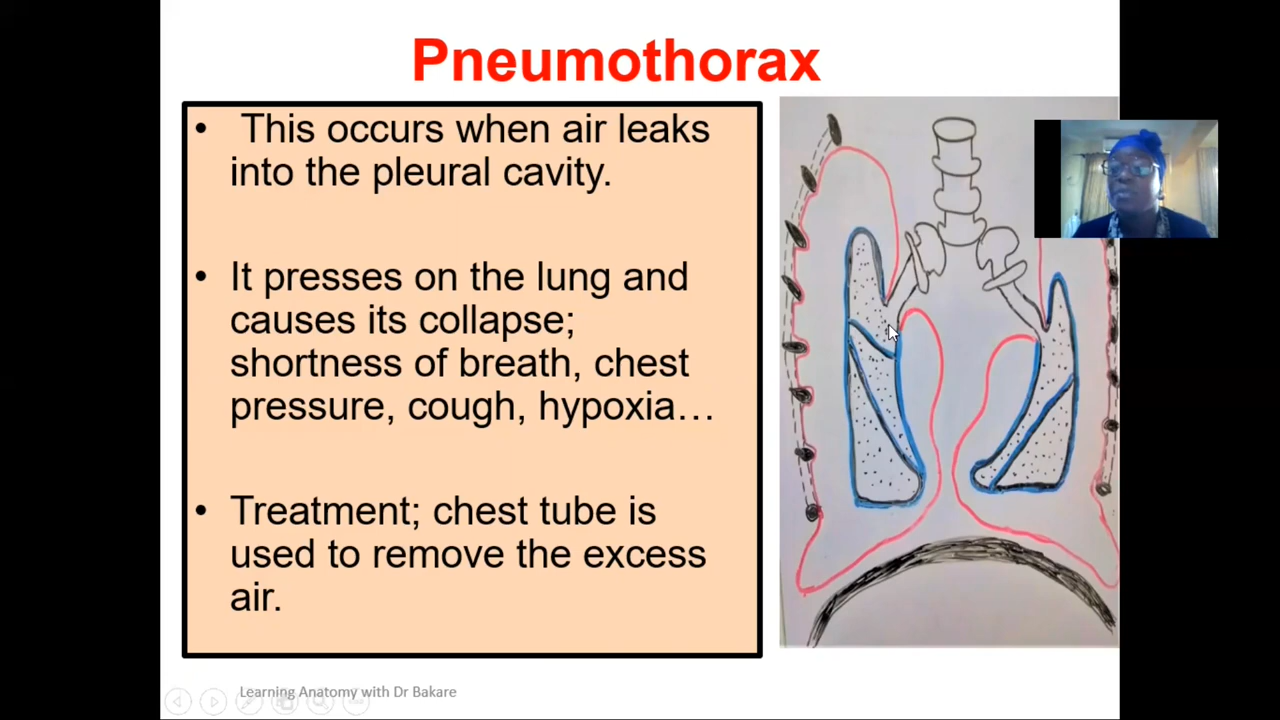 Pneumothorax
• This occurs when air leaks
into the pleural cavity.
• It presses on the lung and
causes its collapse;
shortness of breath, chest
pressure, cough, hypoxia…
• Treatment; chest tube is
used to remove the excess
air.
Learning Anatomy with Dr Bakare